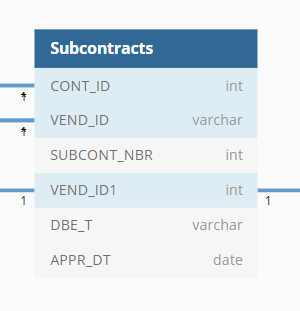 Subcontracts
CONT_ID int
* VEND_ID varchar
* SUBCONT_NBR int
VEND_ID1 int
1 1
DBE_T varchar
APPR_DT date